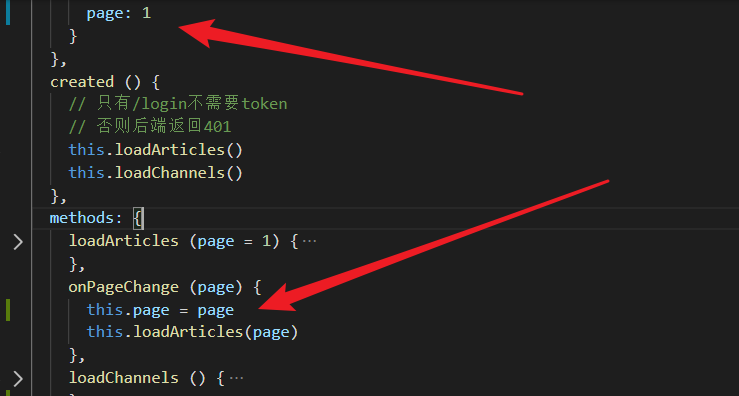 page: 1
}
},
created () {
// 只有/login不需要token
// 否则后端返回401
this.loadArticles()
this.loadChannels()
},
methods: {
loadArticles (page = 1) {…
},
onPageChange (page) {
this.page = page
this.loadArticles(page)
},
loadChannels () {…